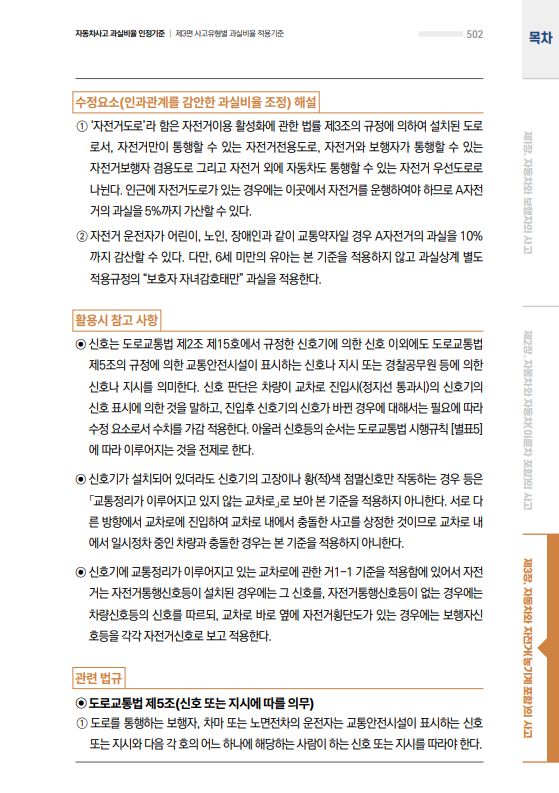 자동차사고 과실비율 인정기준 | 제3편 사고유형별 과실비율 적용기준
502
목차
수정요소(인과관계를 감안한 과실비율 조정) 해설
① ‘자전거도로’라 함은 자전거이용 활성화에 관한 법률 제3조의 규정에 의하여 설치된 도로
로서, 자전거만이 통행할 수 있는 자전거전용도로, 자전거와 보행자가 통행할 수 있는
자전거보행자 겸용도로 그리고 자전거 외에 자동차도 통행할 수 있는 자전거 우선도로로
나뉜다. 인근에 자전거도로가 있는 경우에는 이곳에서 자전거를 운행하여야 하므로 A자전
거의 과실을 5%까지 가산할 수 있다.
② 자전거 운전자가 어린이, 노인, 장애인과 같이 교통약자일 경우 A자전거의 과실을 10%
까지 감산할 수 있다. 다만, 6세 미만의 유아는 본 기준을 적용하지 않고 과실상계 별도
적용규정의 “보호자 자녀감호태만” 과실을 적용한다.
활용시 참고 사항
◉ 신호는 도로교통법 제2조 제15호에서 규정한 신호기에 의한 신호 이외에도 도로교통법
제5조의 규정에 의한 교통안전시설이 표시하는 신호나 지시 또는 경찰공무원 등에 의한
신호나 지시를 의미한다. 신호 판단은 차량이 교차로 진입시(정지선 통과시)의 신호기의
신호 표시에 의한 것을 말하고, 진입후 신호기의 신호가 바뀐 경우에 대해서는 필요에 따라
수정 요소로서 수치를 가감 적용한다. 아울러 신호등의 순서는 도로교통법 시행규칙 [별표5]
에 따라 이루어지는 것을 전제로 한다.
◉ 신호기가 설치되어 있더라도 신호기의 고장이나 황(적)색 점멸신호만 작동하는 경우 등은
「교통정리가 이루어지고 있지 않는 교차로」로 보아 본 기준을 적용하지 아니한다. 서로 다
른 방향에서 교차로에 진입하여 교차로 내에서 충돌한 사고를 상정한 것이므로 교차로 내
에서 일시정차 중인 차량과 충돌한 경우는 본 기준을 적용하지 아니한다.
◉ 신호기에 교통정리가 이루어지고 있는 교차로에 관한 거1-1 기준을 적용함에 있어서 자전
거는 자전거통행신호등이 설치된 경우에는 그 신호를, 자전거통행신호등이 없는 경우에는
차량신호등의 신호를 따르되, 교차로 바로 옆에 자전거횡단도가 있는 경우에는 보행자신
호등을 각각 자전거신호로 보고 적용한다.
관련 법규
◉ 도로교통법 제5조(신호 또는 지시에 따를 의무)
① 도로를 통행하는 보행자, 차마 또는 노면전차의 운전자는 교통안전시설이 표시하는 신호
또는 지시와 다음 각 호의 어느 하나에 해당하는 사람이 하는 신호 또는 지시를 따라야 한다.
제1장. 자동차와 보행자의 사고
제2장. 자동차와 자동차(이륜차 포함)의 사고
제3장. 자동차와 자전거(농기계 포함)의 사고